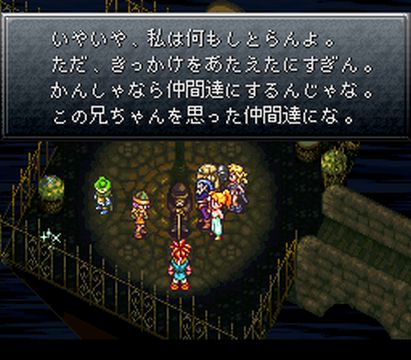 いやいや、私は何もしとらんよ。
ただ、きっかけをあたえたにすぎん。
かんしゃなら仲間達にするんじゃな。
この兄ちゃんを思った仲間達にな。